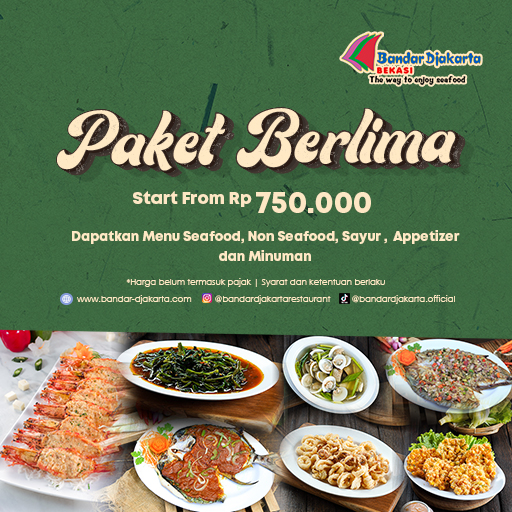 Bandar Djakarta
BEKASI
The way to enjoy seafood
Paket Berlima
Start From Rp 750.000
Dapatkan Menu Seafood, Non Seafood, Sayur , Appetizer
dan Minuman
*Harga belum termasuk pajak | Syarat dan ketentuan berlaku
www.bandar-djakarta.com @bandardjakartarestaurant @bandardjakarta.official